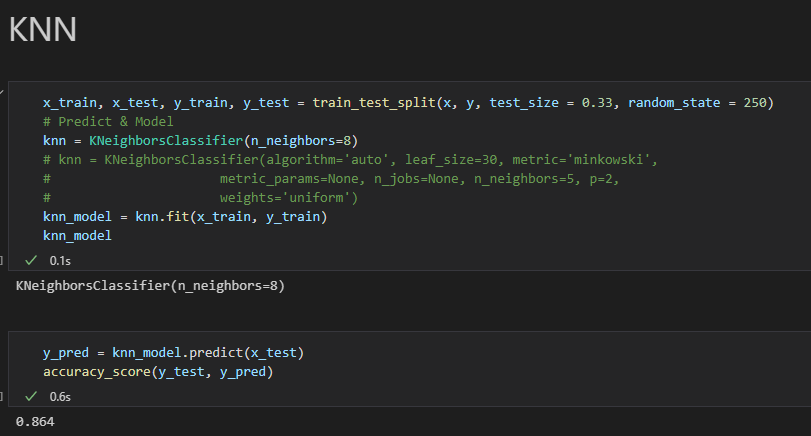 KNN
x_train, x_test, y_train, y_test = train_test_split(x, y, test_size = 0.33, random_state = 250)
# Predict & Model
knn = KNeighborsClassifier(n_neighbors=8)
# knn = KNeighborsClassifier(algorithm='auto', leaf_size=30, metric='minkowski',
#                      metric_params=None, n_jobs=None, n_neighbors=5, p=2,
#                      weights='uniform')
knn_model = knn.fit(x_train, y_train)
knn_model
] ✓ 0.1s
KNeighborsClassifier(n_neighbors=8)
y_pred = knn_model.predict(x_test)
accuracy_score(y_test, y_pred)
] ✓ 0.6s
0.864